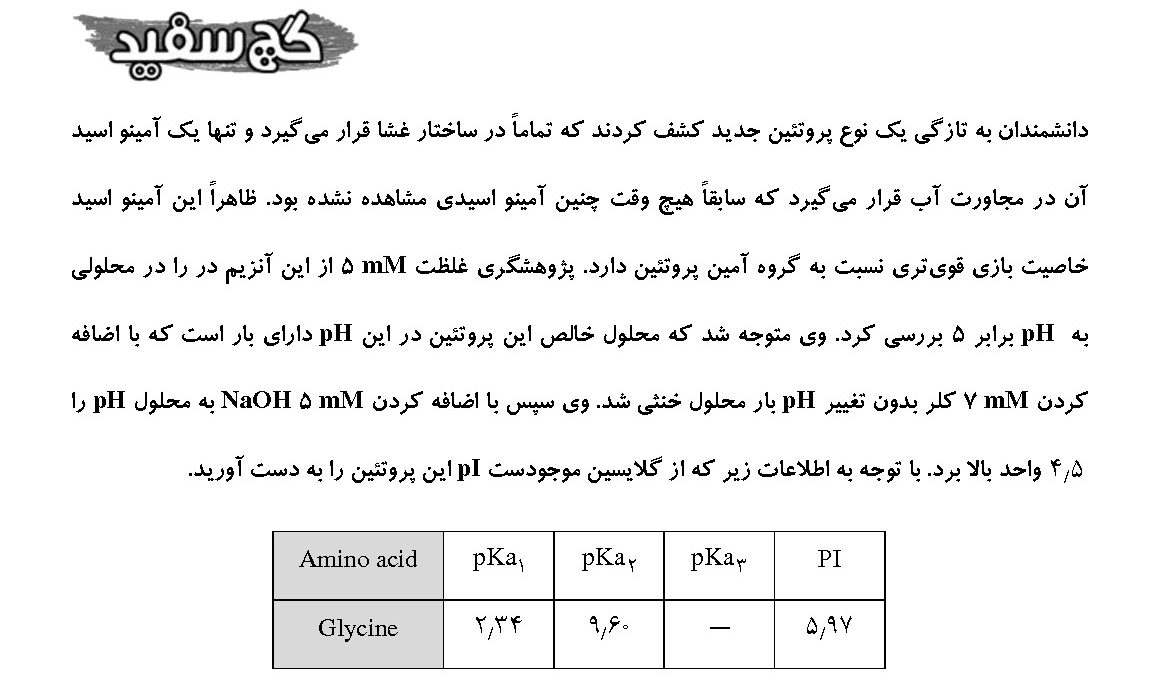 گچ سفید
دانشمندان به تازگی یک نوع پروتئین جدید کشف کردند که تماماً در ساختار غشا قرار می‌گیرد و تنها یک آمینو اسید
آن در مجاورت آب قرار می‌گیرد که سابقاً هیچ وقت چنین آمینو اسیدی مشاهده نشده بود. ظاهراً این آمینو اسید
خاصیت بازی قوی‌تری نسبت به گروه آمین پروتئین دارد. پژوهشگری غلظت ۵ mM از این آنزیم در را در محلولی
به pH برابر ۵ بررسی کرد. وی متوجه شد که محلول خالص این پروتئین در این pH دارای بار است که با اضافه
کردن ۷ mM کلر بدون تغییر pH بار محلول خنثی شد. وی سپس با اضافه کردن ۵ mM NaOH به محلول pH را
۴٫۵ واحد بالا برد. با توجه به اطلاعات زیر که از گلایسین موجودست pI این پروتئین را به دست آورید.
Amino acid pKa۱ pKa۲ pKa۳ PI
Glycine ۲٫۳۴ ۹٫۶۰ — ۵٫۹۷